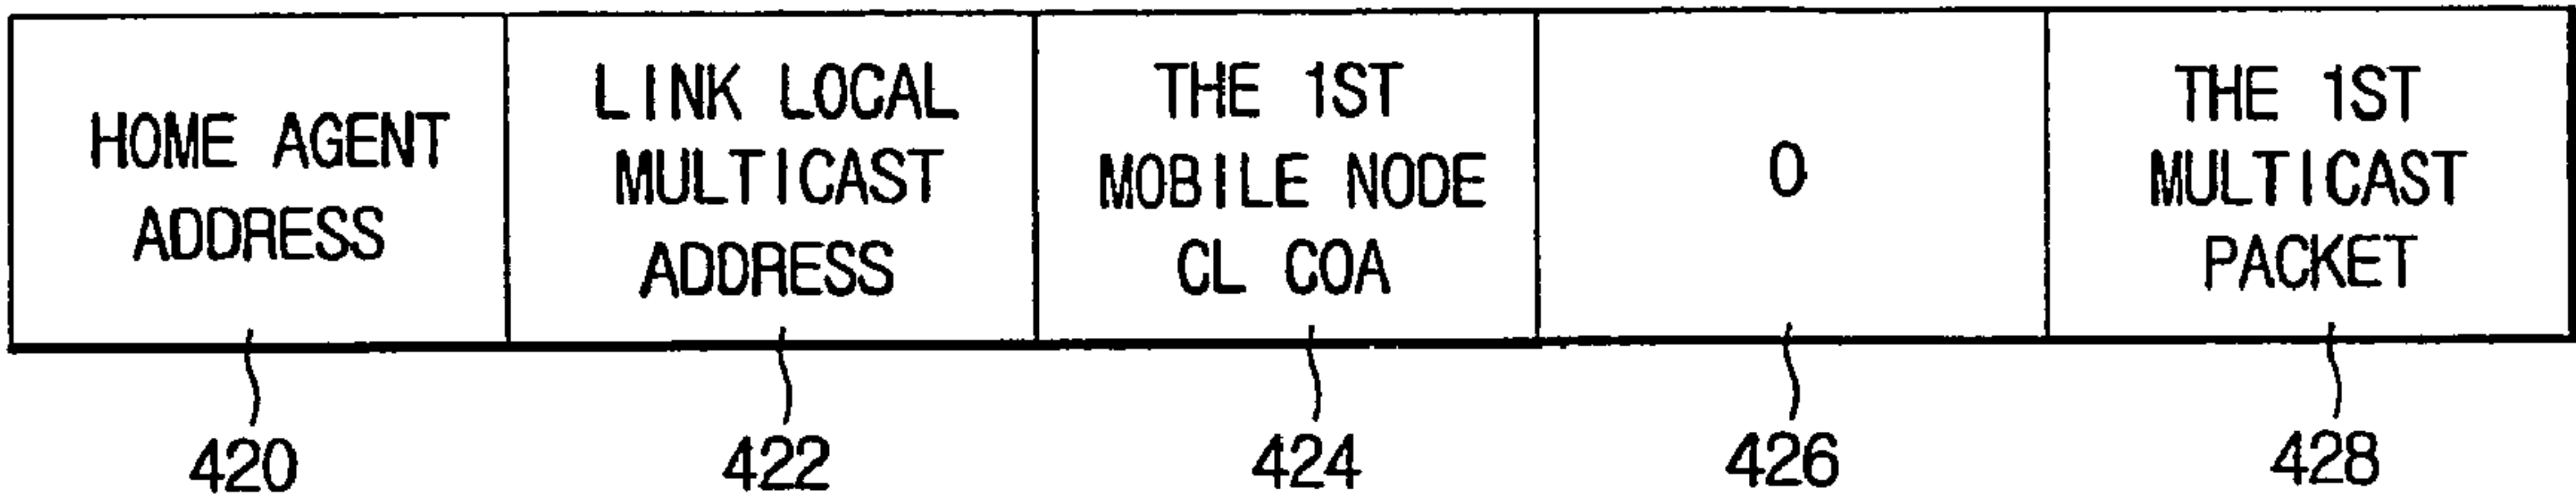 HOME AGENT
ADDRESS
LINK LOCAL
MULTICAST
ADDRESS
THE 1ST
MOBILE NODE
CL COA
0
THE 1ST
MULTICAST
PACKET
420
422
424
426
428